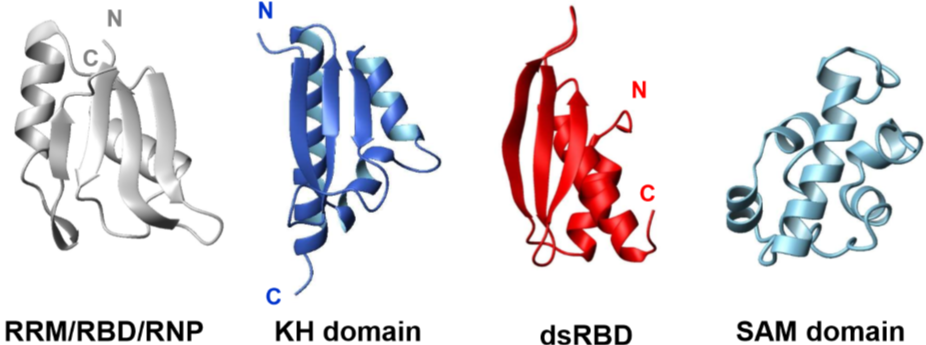 N
C
RRM/RBD/RNP
N
C
KH domain
N
C
dsRBD
SAM domain